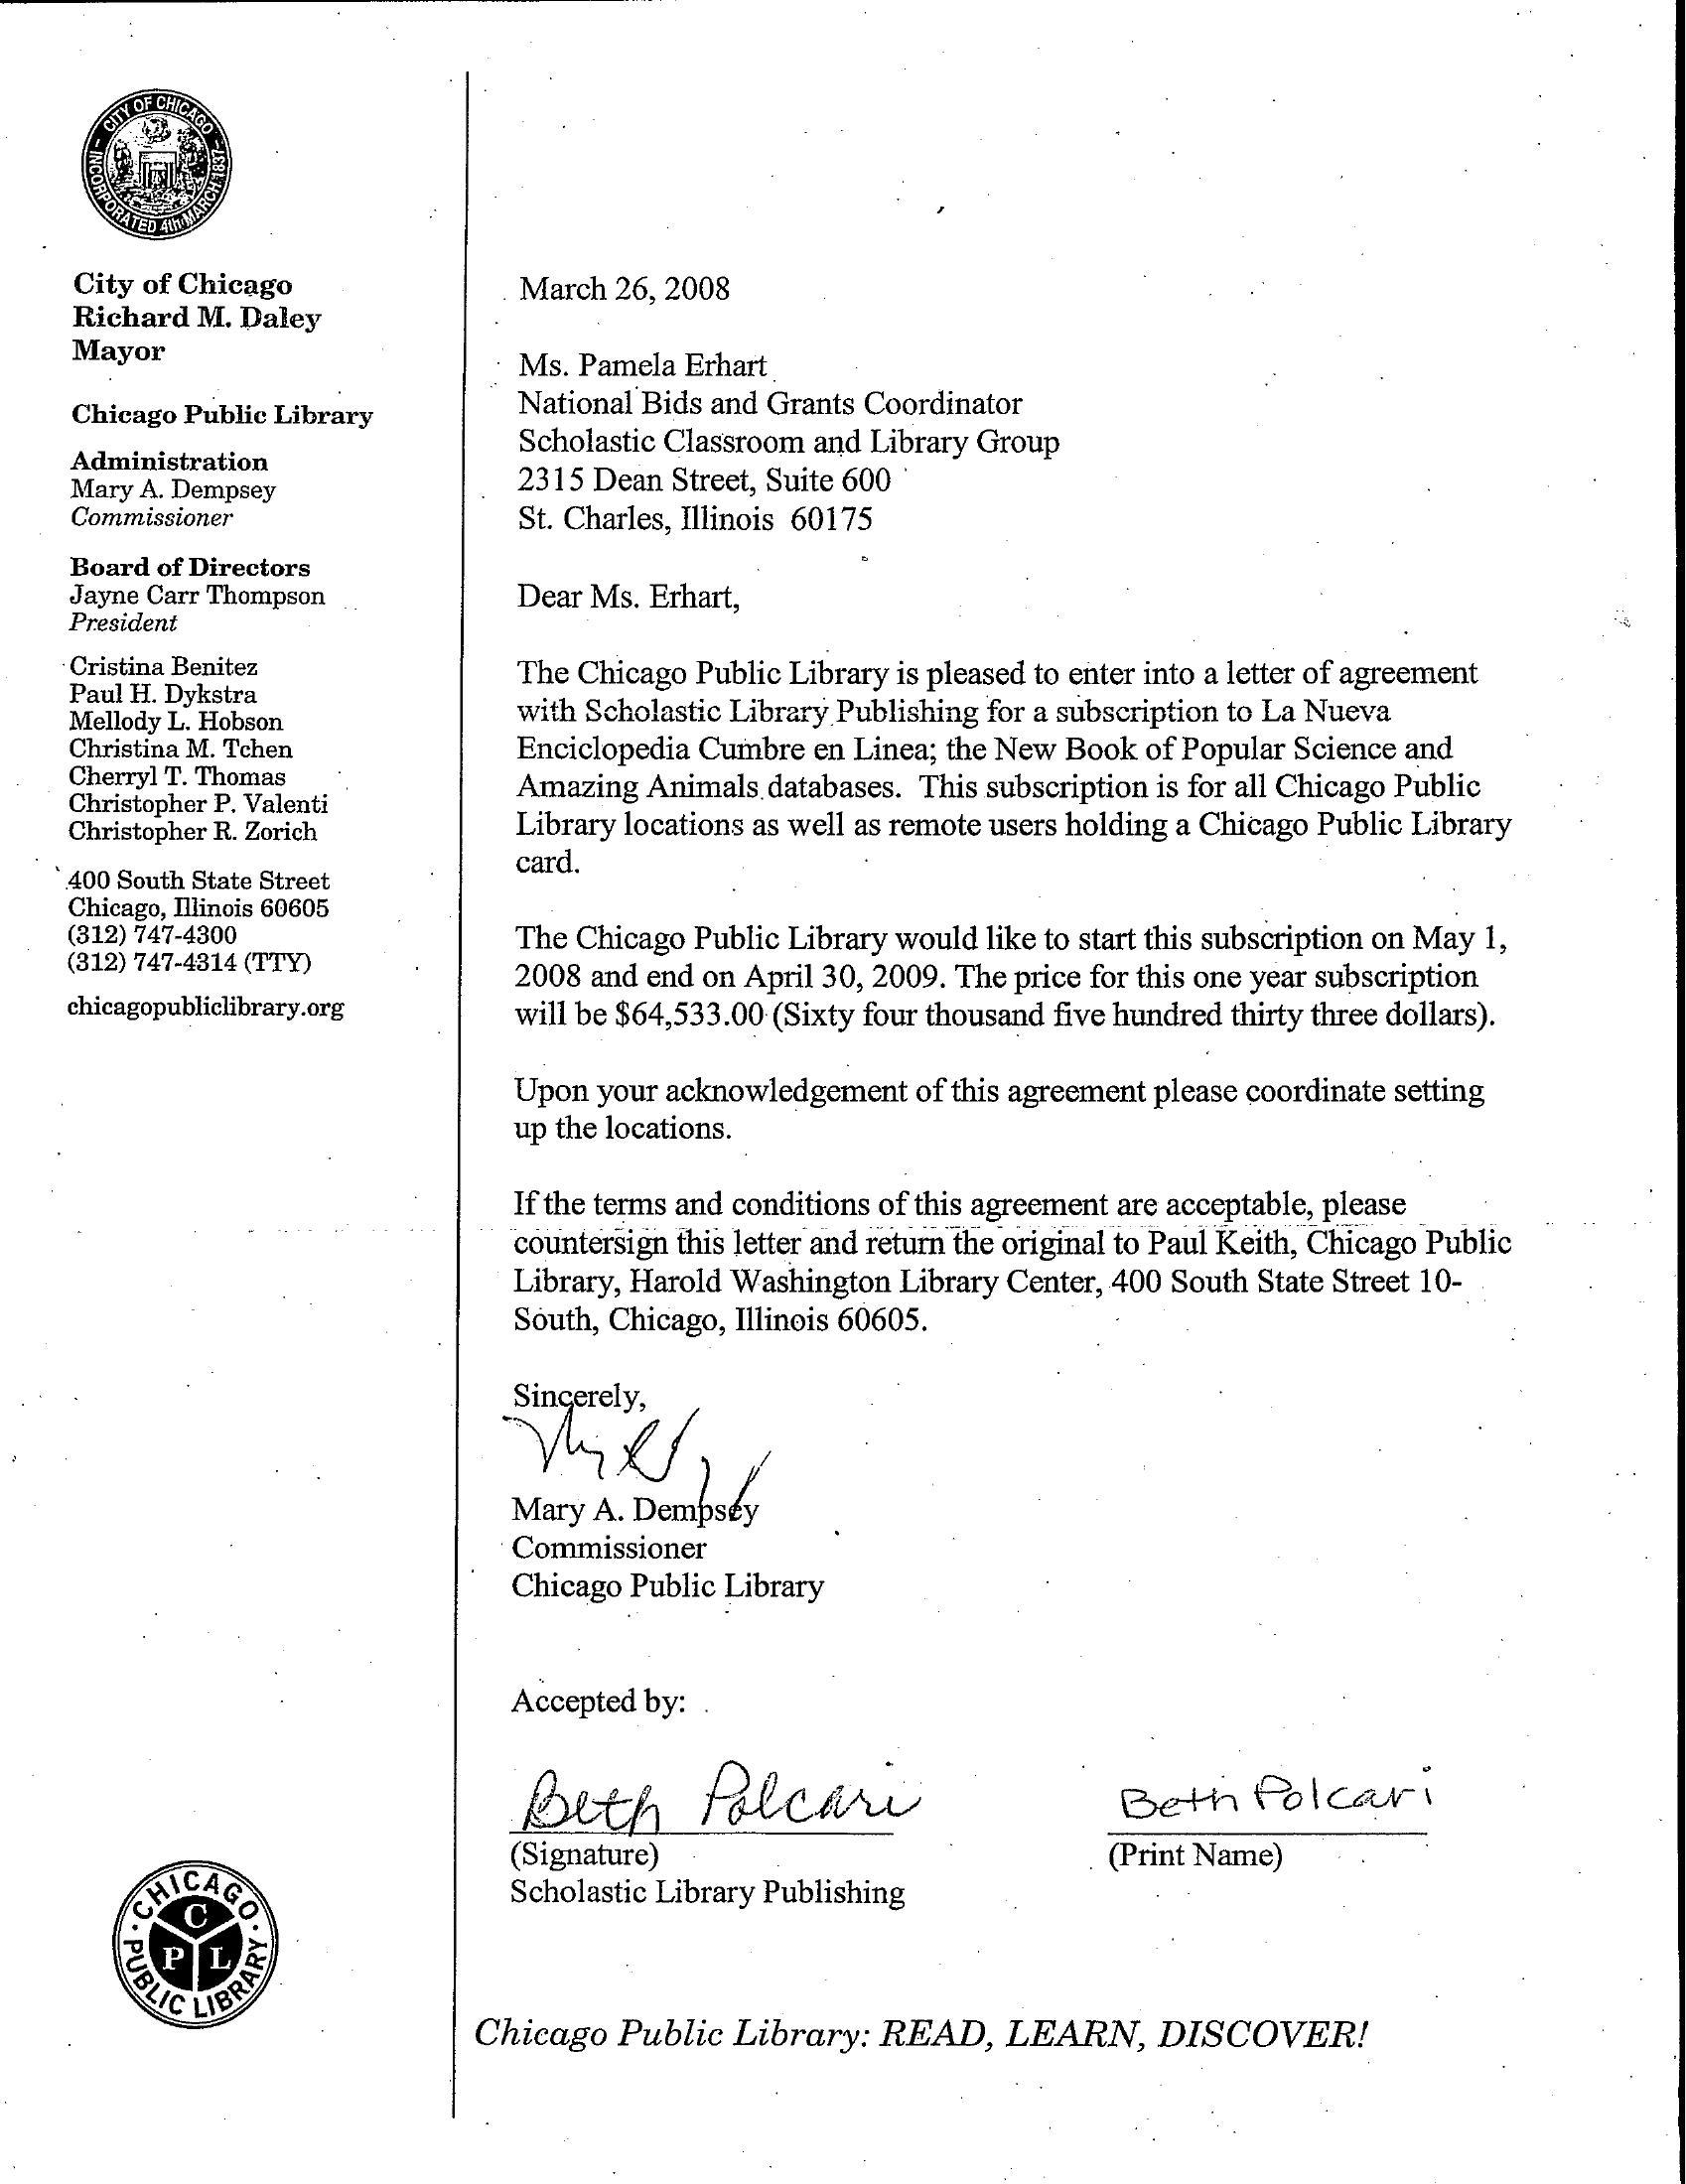 CITY OF CHICAGO
INCORPORATED 4th MARCH 1837
City of Chicago
Richard M. Daley
Mayor
Chicago Public Library
Administration
Mary A. Dempsey
Commissioner
Board of Directors
Jayne Carr Thompson
President
Cristina Benitez
Paul H. Dykstra
Mellody L. Hobson
Christina M. Tchen
Cherryl T. Thomas
Christopher P. Valenti
Christopher R. Zorich
400 South State Street
Chicago, Illinois 60605
(312) 747-4300
(312) 747-4314 (TTY)
chicagopubliclibrary.org
March 26, 2008
Ms. Pamela Erhart
National Bids and Grants Coordinator
Scholastic Classroom and Library Group
2315 Dean Street, Suite 600
St. Charles, Illinois 60175
Dear Ms. Erhart,
The Chicago Public Library is pleased to enter into a letter of agreement
with Scholastic Library Publishing for a subscription to La Nueva
Enciclopedia Cumbre en Linea; the New Book of Popular Science and
Amazing Animals databases. This subscription is for all Chicago Public
Library locations as well as remote users holding a Chicago Public Library
card.
The Chicago Public Library would like to start this subscription on May 1,
2008 and end on April 30, 2009. The price for this one year subscription
will be $64,533.00 (Sixty four thousand five hundred thirty three dollars).
Upon your acknowledgement of this agreement please coordinate setting
up the locations.
If the terms and conditions of this agreement are acceptable, please
countersign this letter and return the original to Paul Keith, Chicago Public
Library, Harold Washington Library Center, 400 South State Street 10-
South, Chicago, Illinois 60605.
Sincerely,
Mary A. Dempsey
Commissioner
Chicago Public Library
Accepted by:
Beth Polcari Beth Polcari
(Signature) (Print Name)
Scholastic Library Publishing
CHICAGO PUBLIC LIBRARY
C
P L
Chicago Public Library: READ, LEARN, DISCOVER!